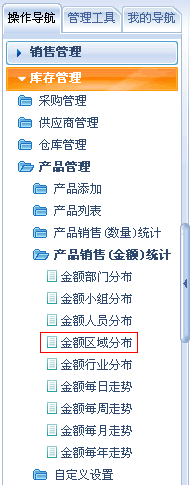 操作导航 管理工具 我的导航
销售管理
库存管理
采购管理
供应商管理
仓库管理
产品管理
产品添加
产品列表
产品销售(数量)统计
产品销售(金额)统计
金额部门分布
金额小组分布
金额人员分布
金额区域分布
金额行业分布
金额每日走势
金额每周走势
金额每月走势
金额每年走势
自定义设置